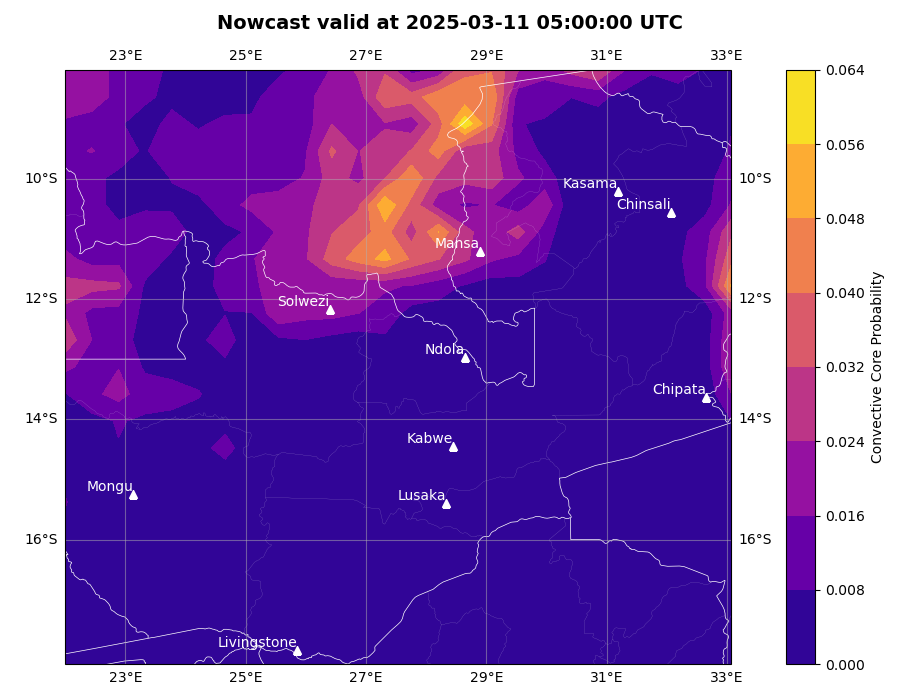 Nowcast valid at 2025-03-11 05:00:00 UTC
23°E 25°E 27°E 29°E 31°E 33°E
0.064
0.056
10°S 10°S
Kasama
Chinsali
0.048
Mansa
0.040
12°S 12°S
Solwezi
Convective Core Probability
0.032
Ndola
Chipata
14°S 14°S
0.024
Kabwe
Mongu
Lusaka
0.016
16°S 16°S
0.008
Livingstone
0.000
23°E 25°E 27°E 29°E 31°E 33°E